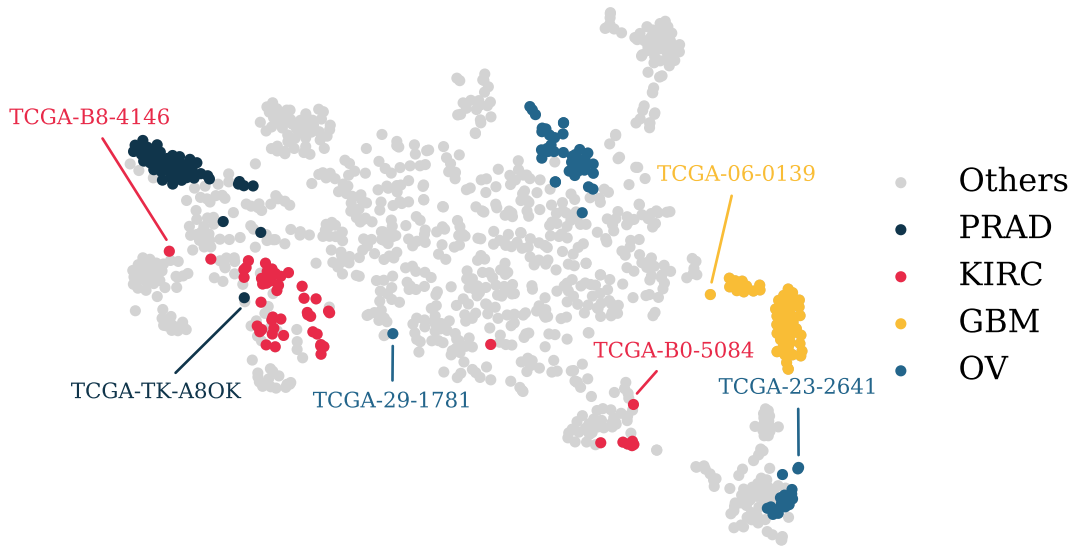 TCGA-B8-4146
TCGA-06-0139
Others
PRAD
KIRC
GBM
OV
TCGA-B0-5084
TCGA-TK-A8OK
TCGA-29-1781
TCGA-23-2641